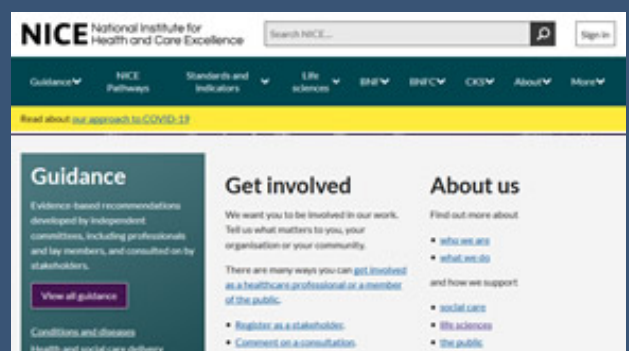 NICE National Institute for
Health and Care Excellence
Search NICE...
Sign in
Guidance
NICE
Pathways
Standards and
indicators
Life
sciences
BNF
BNFC
CKS
About
More
Read about our approach to COVID-19
Guidance
Evidence-based recommendations
developed by independent
committees, including professionals
and lay members, and consulted on by
stakeholders.
View all guidance
Conditions and diseases
Health and social care delivery
Get involved
We want you to be involved in our work.
Tell us what matters to you, your
organisation or your community.
There are many ways you can get involved
as a healthcare professional or a member
of the public.
• Register as a stakeholder.
• Comment on a consultation.
About us
Find out more about
• who we are
• what we do
and how we support
• social care
• life sciences
• the public